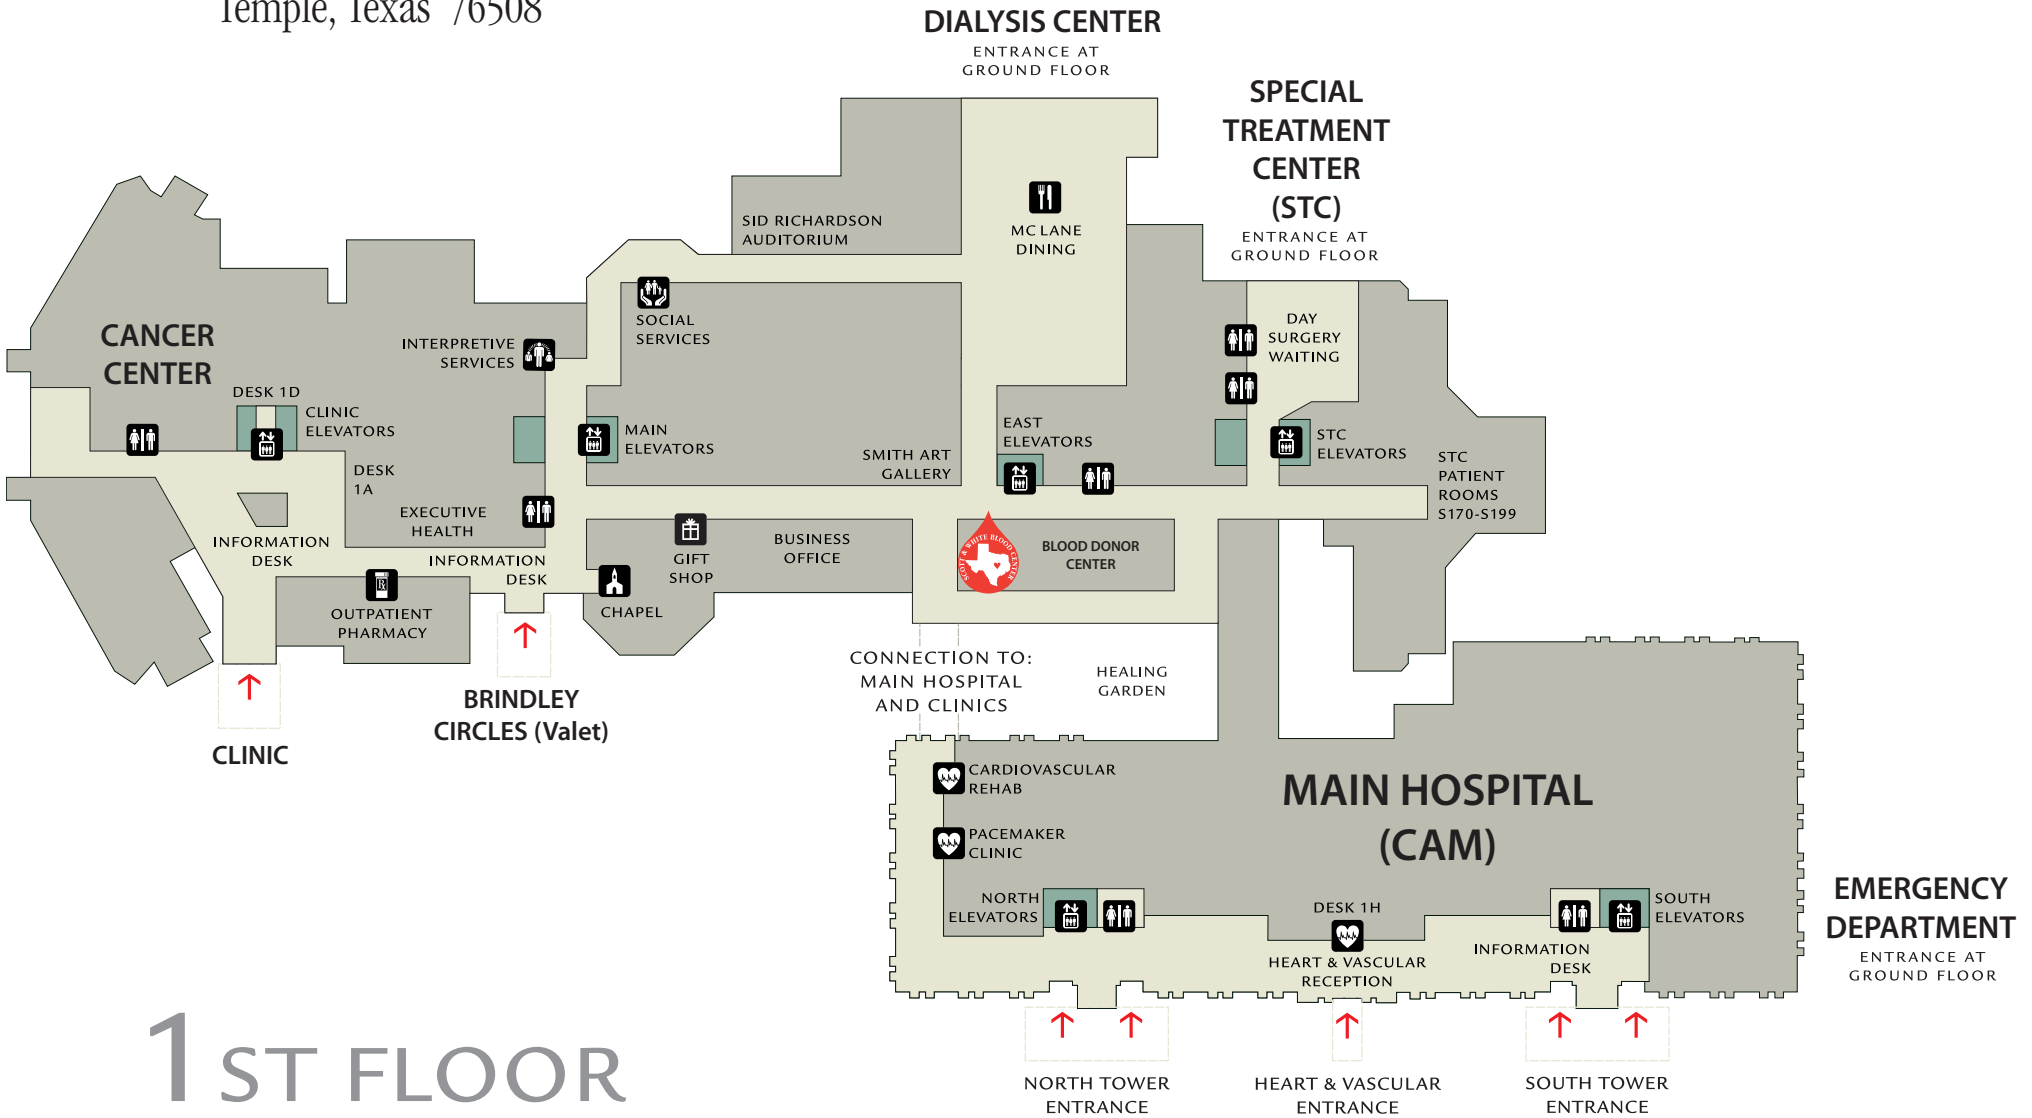 Temple, Texas 76508
DIALYSIS CENTER
ENTRANCE AT
GROUND FLOOR
SPECIAL
TREATMENT
CENTER
(STC)
ENTRANCE AT
GROUND FLOOR
SID RICHARDSON
AUDITORIUM
MC LANE
DINING
CANCER
CENTER
INTERPRETIVE
SERVICES
SOCIAL
SERVICES
DAY
SURGERY
WAITING
DESK 1D
CLINIC
ELEVATORS
MAIN
ELEVATORS
EAST
ELEVATORS
STC
ELEVATORS
SMITH ART
GALLERY
STC
PATIENT
ROOMS
S170-S199
DESK
1A
EXECUTIVE
HEALTH
INFORMATION
DESK
INFORMATION
DESK
GIFT
SHOP
BUSINESS
OFFICE
SCOTT & WHITE BLOOD CENTER
BLOOD DONOR
CENTER
Rx
OUTPATIENT
PHARMACY
CHAPEL
CONNECTION TO:
MAIN HOSPITAL
AND CLINICS
HEALING
GARDEN
BRINDLEY
CIRCLES (Valet)
CLINIC
CARDIOVASCULAR
REHAB
MAIN HOSPITAL
(CAM)
PACEMAKER
CLINIC
NORTH
ELEVATORS
DESK 1H
SOUTH
ELEVATORS
HEART & VASCULAR
RECEPTION
INFORMATION
DESK
EMERGENCY
DEPARTMENT
ENTRANCE AT
GROUND FLOOR
1ST FLOOR
NORTH TOWER
ENTRANCE
HEART & VASCULAR
ENTRANCE
SOUTH TOWER
ENTRANCE